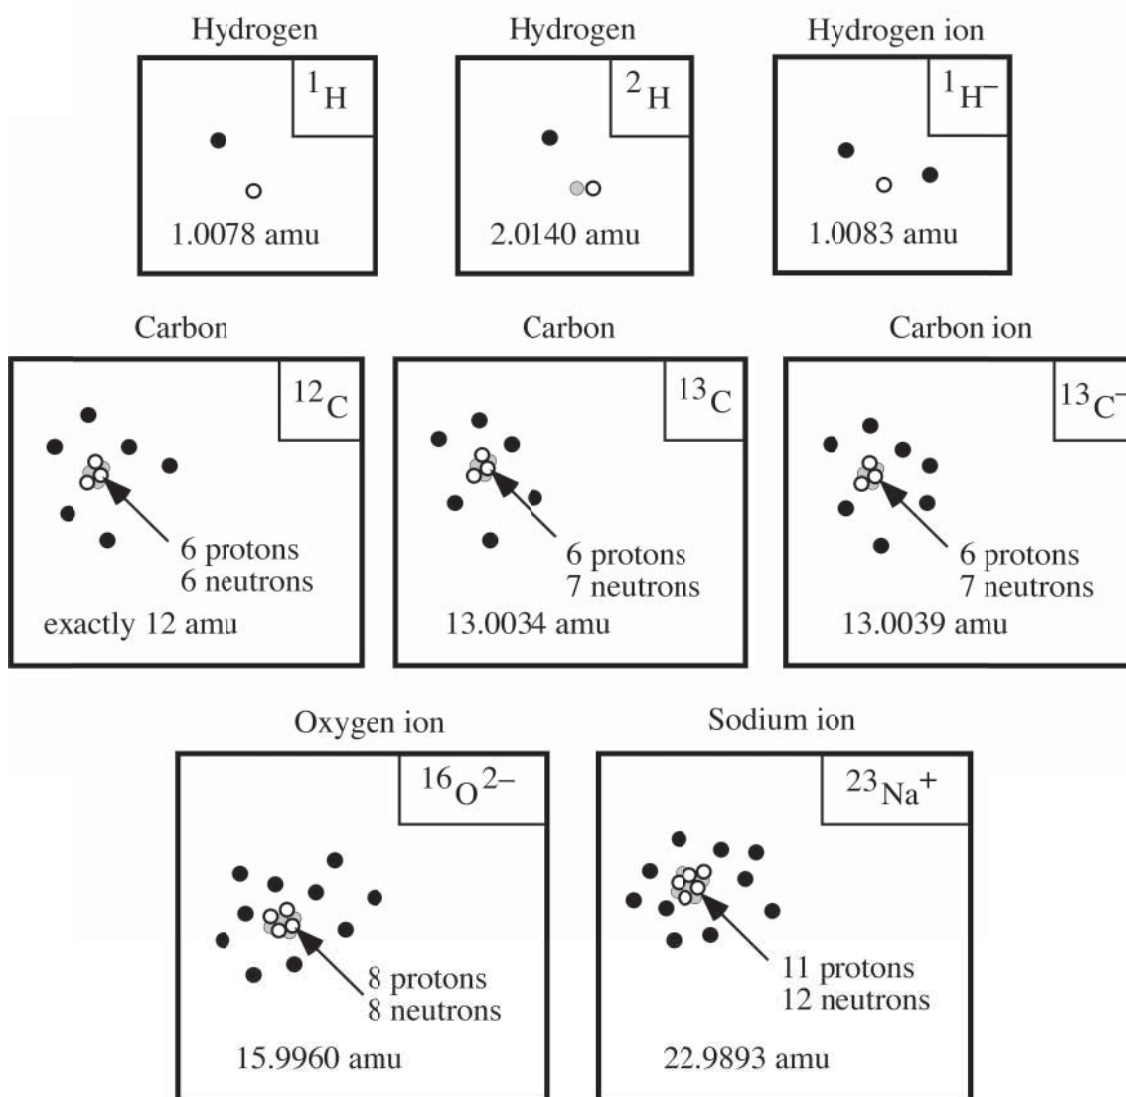 Hydrogen
¹H
1.0078 amu
Hydrogen
²H
2.0140 amu
Hydrogen ion
¹H⁻
1.0083 amu
Carbon
¹²C
6 protons
6 neutrons
exactly 12 amu
Carbon
¹³C
6 protons
7 neutrons
13.0034 amu
Carbon ion
¹³C⁻
6 protons
7 neutrons
13.0039 amu
Oxygen ion
¹⁶O²⁻
8 protons
8 neutrons
15.9960 amu
Sodium ion
²³Na⁺
11 protons
12 neutrons
22.9893 amu